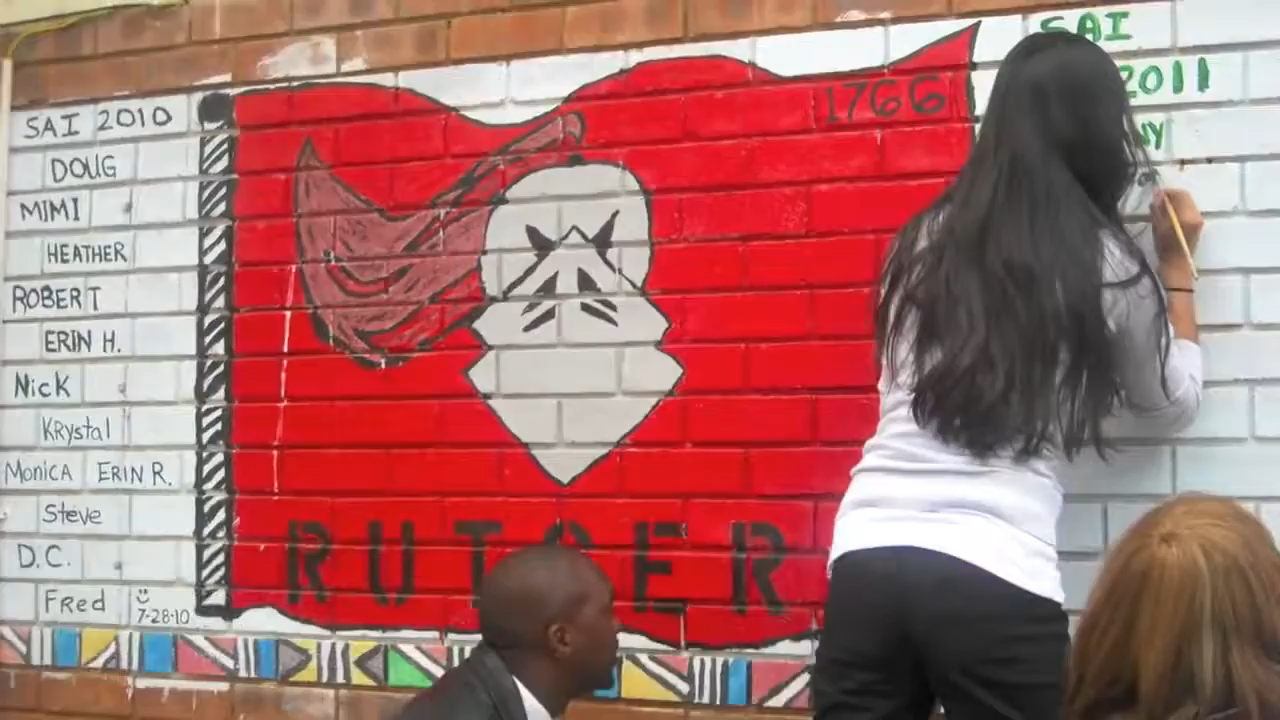 SAI 2010
DOUG
MIMI
HEATHER
ROBERT
ERIN H.
Nick
Krystal
Monica ERIN R.
Steve
D.C.
Fred
7-28-10
1766
RUTGER
SAI
2011